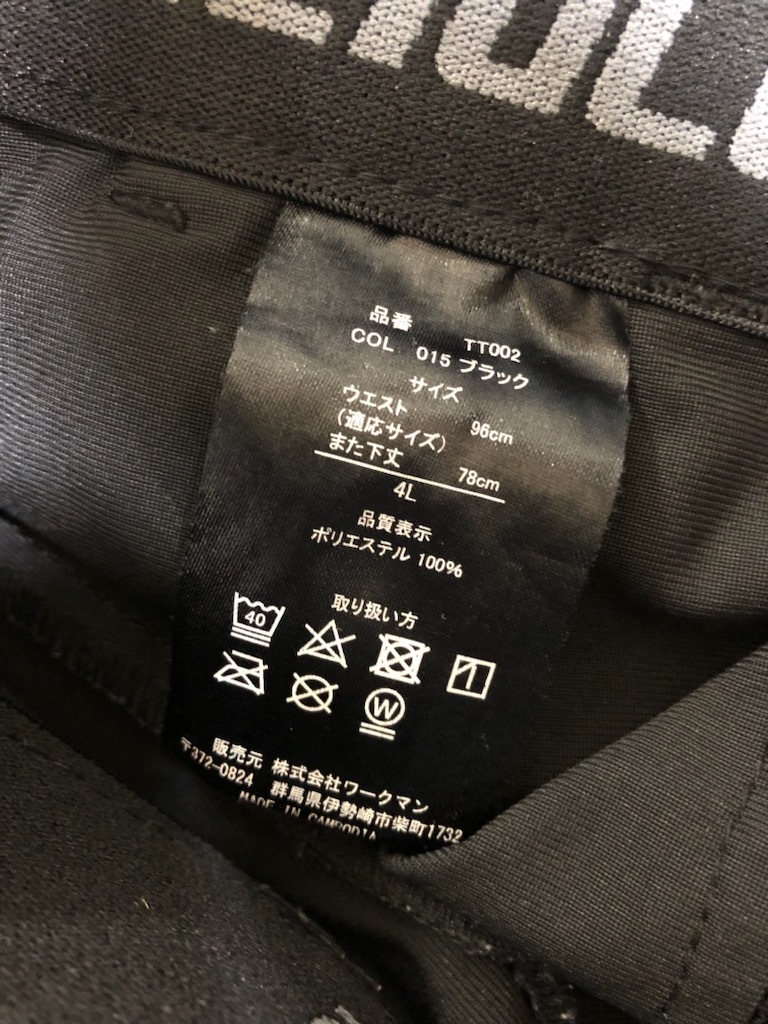 品番 TT002
COL 015 ブラック
サイズ
ウエスト
(適応サイズ) 96cm
また下丈 78cm
4L
品質表示
ポリエステル 100%
取り扱い方
40
W
販売元 株式会社ワークマン
〒372-0824 群馬県伊勢崎市柴町1732
MADE IN CAMBODIA